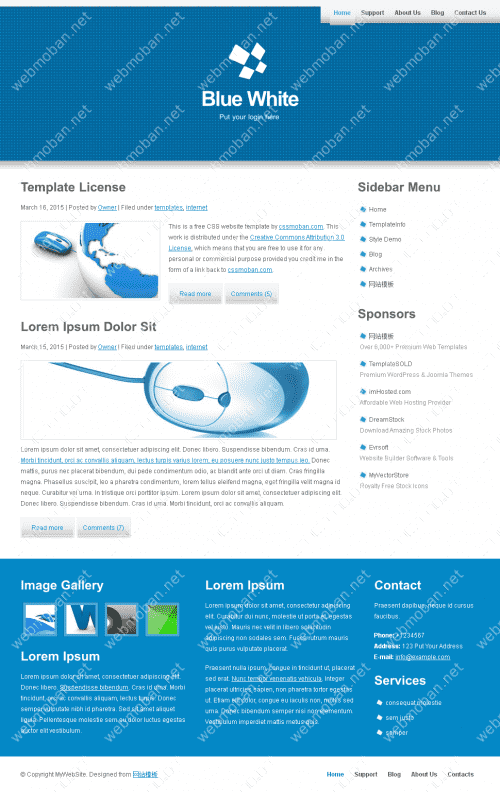 Home Support About Us Blog Contact Us
Blue White
Put your login here
Template License
March 16, 2015 | Posted by Owner | Filed under templates, internet
This is a free CSS website template by cssmoban.com. This
work is distributed under the Creative Commons Attribution 3.0
License, which means that you are free to use it for any
personal or commercial purpose provided you credit me in the
form of a link back to cssmoban.com.
Read more Comments (5)
Lorem Ipsum Dolor Sit
March 15, 2015 | Posted by Owner | Filed under templates, internet
Lorem ipsum dolor sit amet, consectetuer adipiscing elit. Donec libero. Suspendisse bibendum. Cras id urna.
Morbi tincidunt, orci ac convallis aliquam, lectus turpis varius lorem, eu posuere nunc justo tempus leo. Donec
mattis, purus nec placerat bibendum, dui pede condimentum odio, ac blandit ante orci ut diam. Cras fringilla
magna. Phasellus suscipit, leo a pharetra condimentum, lorem tellus eleifend magna, eget fringilla velit magna id
neque. Curabitur vel urna. In tristique orci porttitor ipsum. Lorem ipsum dolor sit amet, consectetuer adipiscing elit.
Donec libero. Suspendisse bibendum. Cras id urna. Morbi tincidunt, orci ac convallis aliquam.
Read more Comments (7)
Sidebar Menu
Home
TemplateInfo
Style Demo
Blog
Archives
网站模板
Sponsors
网站模板
Over 6,000+ Premium Web Templates
TemplateSOLD
Premium WordPress & Joomla Themes
imHosted.com
Affordable Web Hosting Provider
DreamStock
Download Amazing Stock Photos
Evrsoft
Website Builder Software & Tools
MyVectorStore
Royalty Free Stock Icons
Image Gallery
Lorem Ipsum
Lorem ipsum dolor sit amet, consectetuer adipiscing elit.
Donec libero. Suspendisse bibendum. Cras id urna. Morbi
tincidunt, orci ac convallis aliquam, lectus turpis. Donec
semper vulputate nibh id pharetra. Sed sit amet aliquet
ligula. Pellentesque molestie sem eu dolor luctus egestas
auctor elit vestibulum.
Lorem Ipsum
Lorem ipsum dolor sit amet, consectetur adipiscing
elit. Curabitur dui nunc, molestie ut porta et, egestas
vel enim. Mauris nec velit in libero sollicitudin
adipiscing non sodales sem. Fusce rutrum mauris
quis purus vulputate placerat.
Praesent nulla ipsum, congue in tincidunt ut, placerat
sed erat. Nunc tempor venenatis vehicula. Integer
placerat ultricies sapien, non pharetra tortor egestas
ut. Etiam elit dolor, congue eu iaculis non, mollis sed
urna. Donec bibendum semper nisl non elementum.
Vestibulum imperdiet mattis metus quis.
Contact
Praesent dapibus, neque id cursus
faucibus.
Phone: +1234567
Address: 123 Put Your Address
E-mail: info@example.com
Services
consequat molestie
sem justo
semper
© Copyright MyWebSite. Designed from 网站模板
Home Support Blog About Us Contacts
webmoban.net